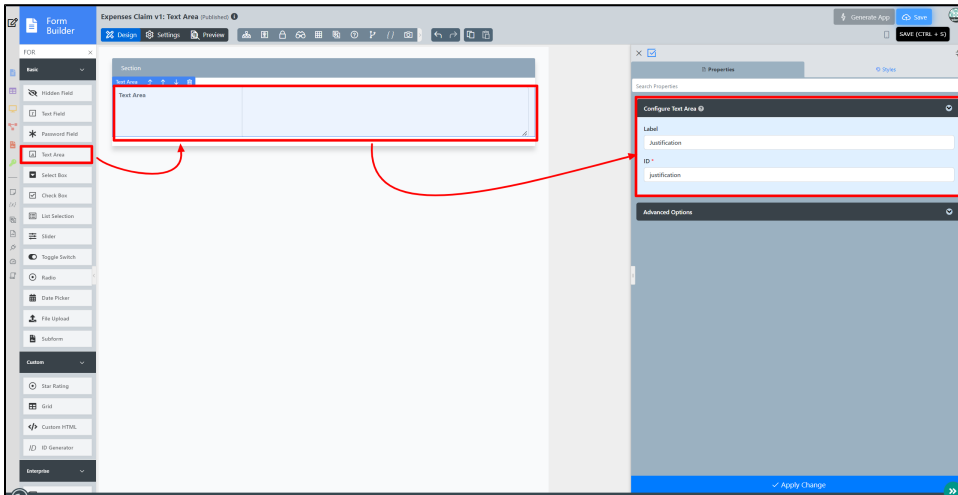 Form Builder
Expenses Claim v1: Text Area (Published)
Design Settings Preview
Generate App
Save
SAVE (CTRL + S)
FOR
Basic
Hidden Field
Text Field
Password Field
Text Area
Select Box
Check Box
List Selection
Slider
Toggle Switch
Radio
Date Picker
File Upload
Subform
Custom
Star Rating
Grid
Custom HTML
ID Generator
Enterprise
Section
Text Area
Text Area
Properties
Styles
Search Properties
Configure Text Area
Label
Justification
ID *
justification
Advanced Options
Apply Change